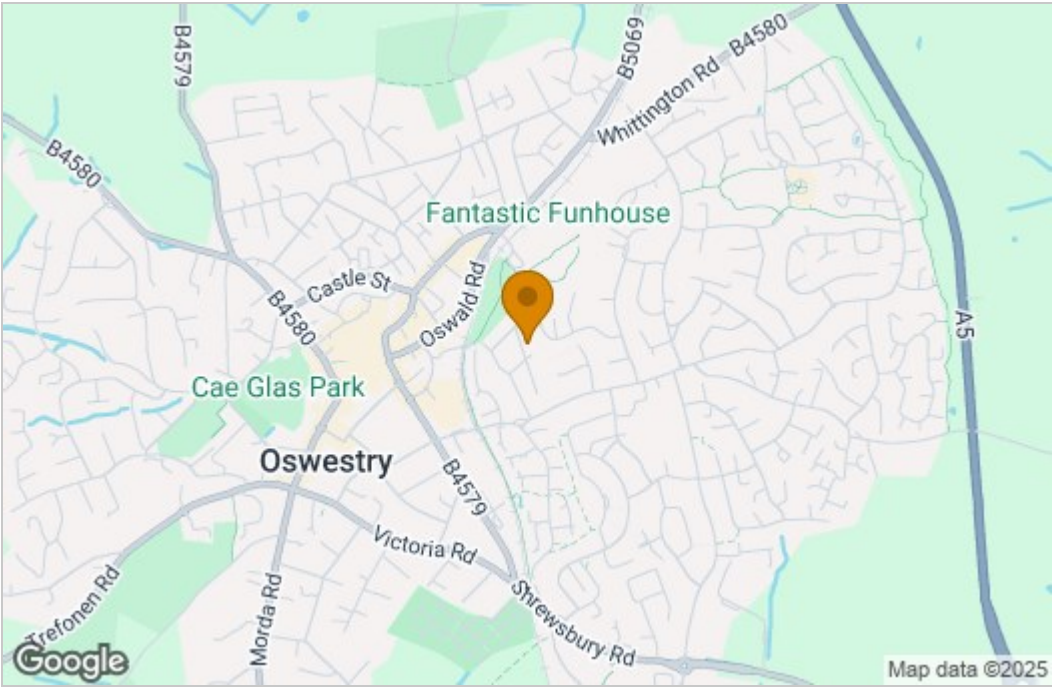 B4579
B5069
B4580
Whittington Rd
B4580
Fantastic Funhouse
Castle St
Oswald Rd
B4580
A5
Cae Glas Park
Oswestry
B4579
Victoria Rd
Trefonen Rd
Morda Rd
Shrewsbury Rd
Google
Map data ©2025